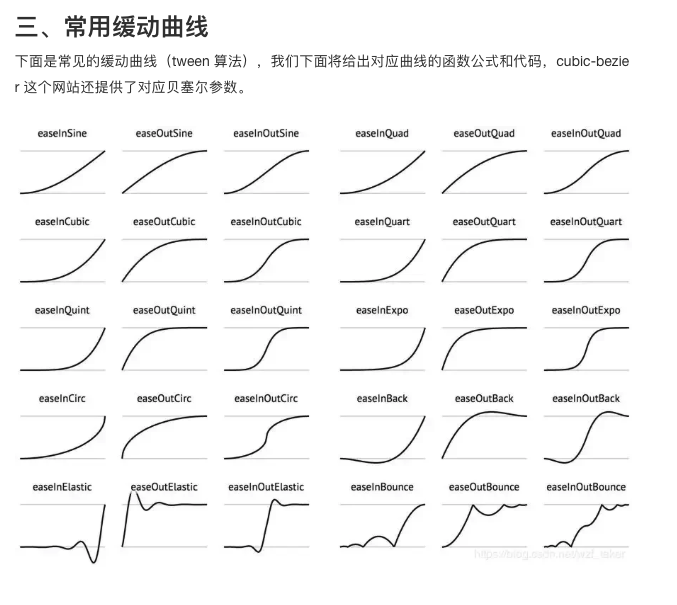 三、常用缓动曲线
下面是常见的缓动曲线（tween 算法），我们下面将给出对应曲线的函数公式和代码，cubic-bezie
r 这个网站还提供了对应贝塞尔参数。
easeInSine easeOutSine easeInOutSine easeInQuad easeOutQuad easeInOutQuad
easeInCubic easeOutCubic easeInOutCubic easeInQuart easeOutQuart easeInOutQuart
easeInQuint easeOutQuint easeInOutQuint easeInExpo easeOutExpo easeInOutExpo
easeInCirc easeOutCirc easeInOutCirc easeInBack easeOutBack easeInOutBack
easeInElastic easeOutElastic easeInOutElastic easeInBounce easeOutBounce easeInOutBounce